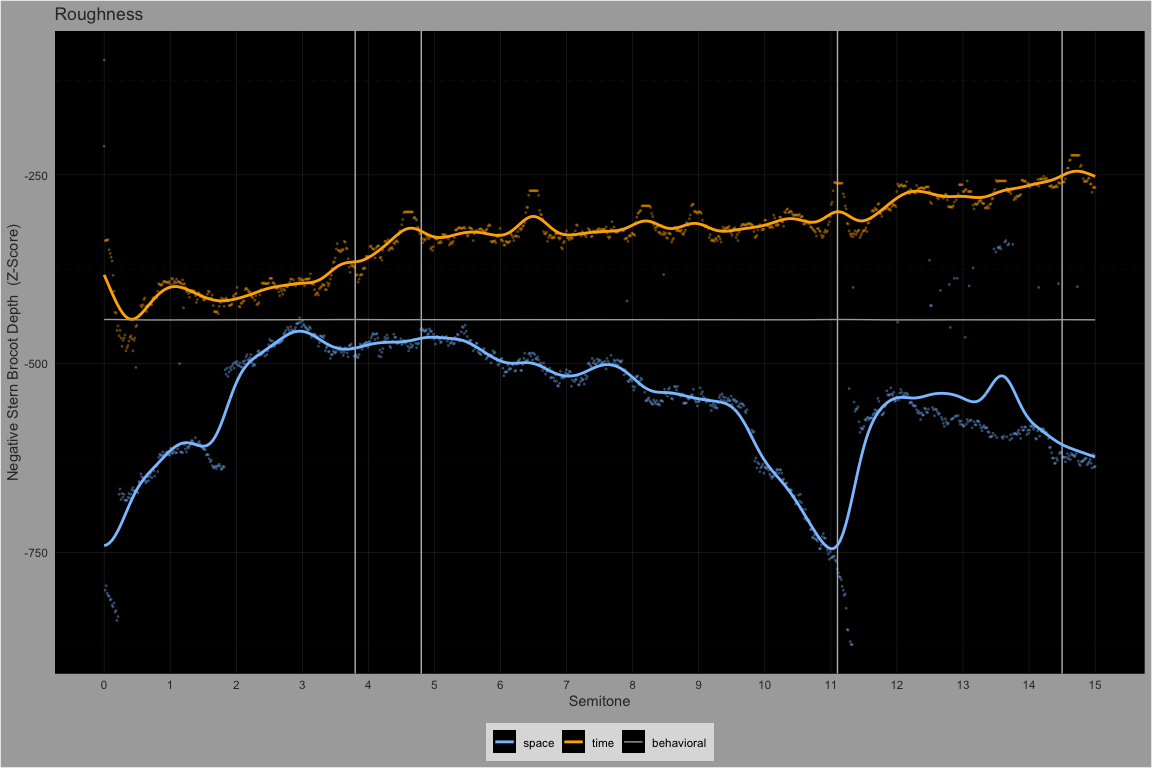 Roughness
Negative Stern Brocot Depth (Z-Score)
-250
-500
-750
0 1 2 3 4 5 6 7 8 9 10 11 12 13 14 15
Semitone
space time behavioral